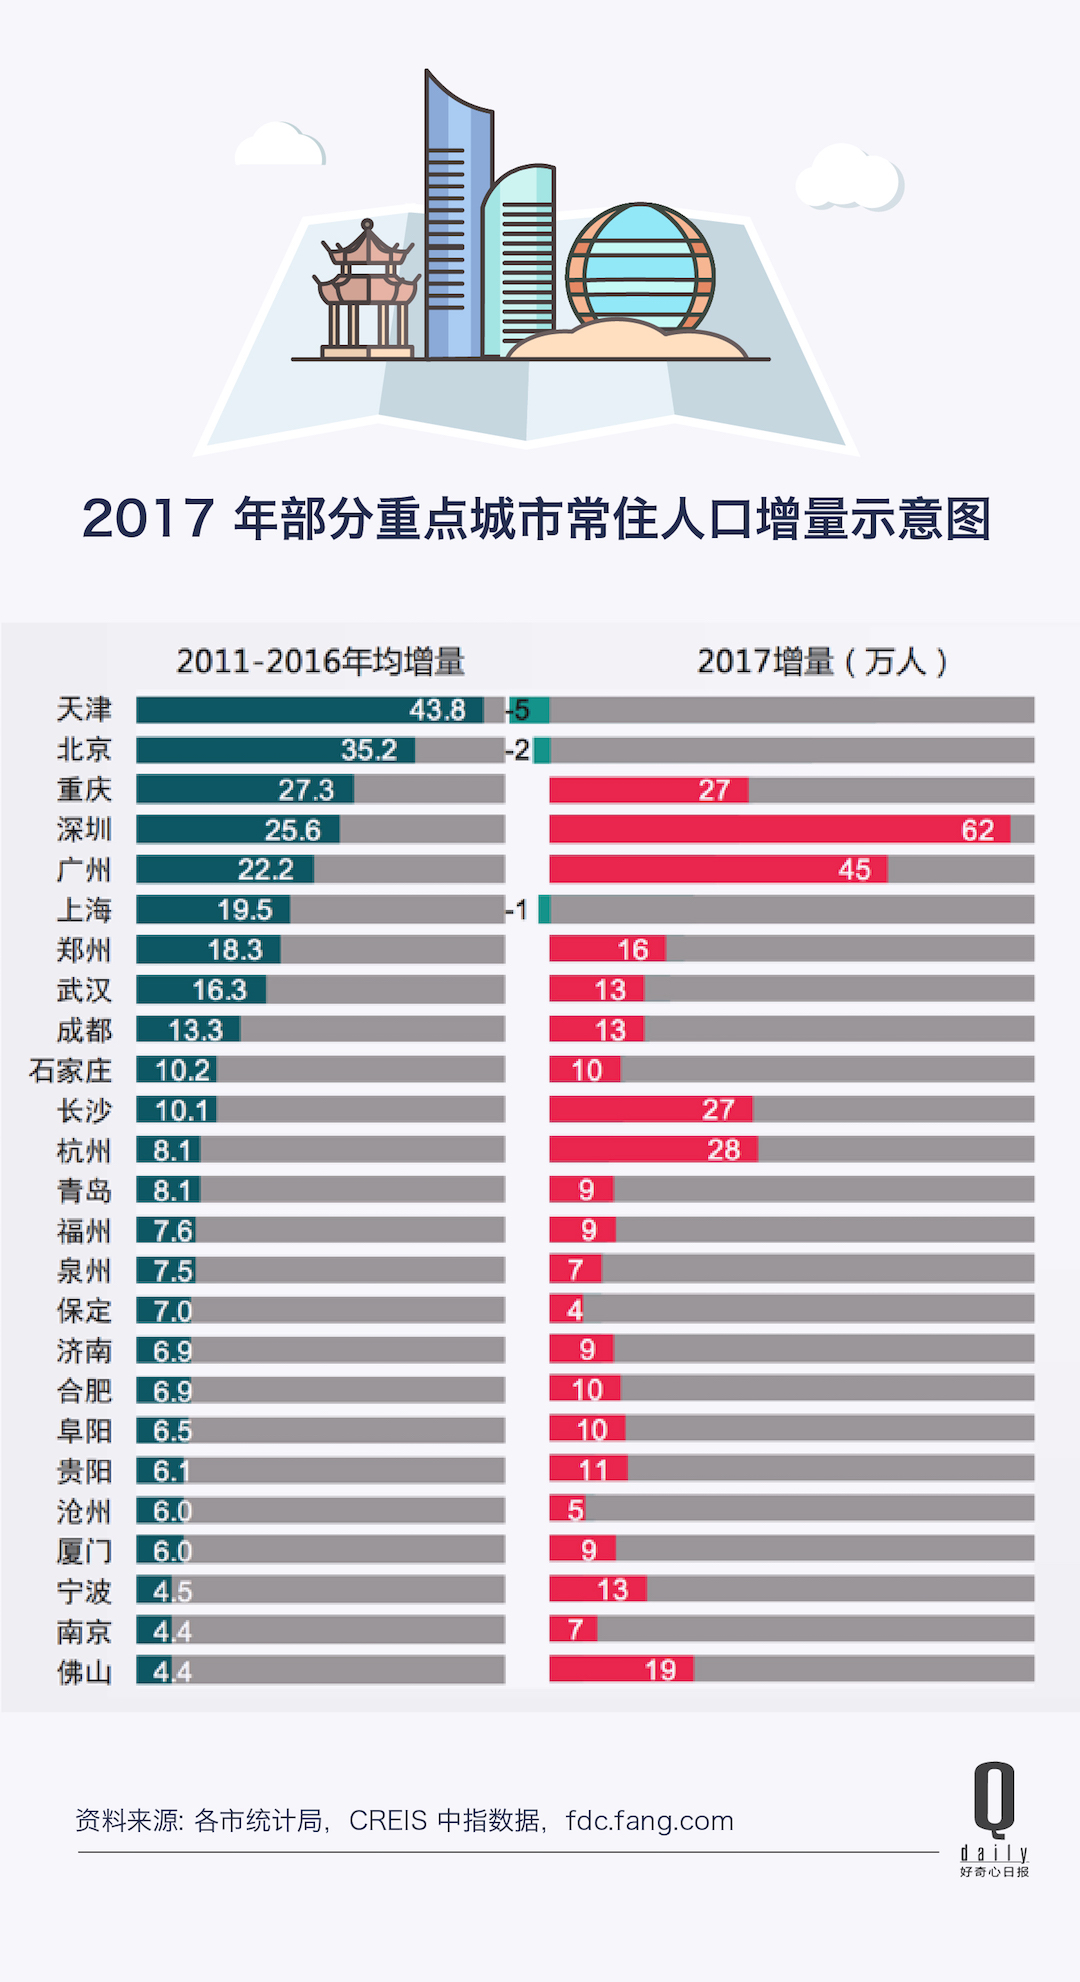 2017 年部分重点城市常住人口增量示意图
2011-2016年均增量 2017增量（万人）
天津 43.8 -5
北京 35.2 -2
重庆 27.3 27
深圳 25.6 62
广州 22.2 45
上海 19.5 -1
郑州 18.3 16
武汉 16.3 13
成都 13.3 13
石家庄 10.2 10
长沙 10.1 27
杭州 8.1 28
青岛 8.1 9
福州 7.6 9
泉州 7.5 7
保定 7.0 4
济南 6.9 9
合肥 6.9 10
阜阳 6.5 10
贵阳 6.1 11
沧州 6.0 5
厦门 6.0 9
宁波 4.5 13
南京 4.4 7
佛山 4.4 19
资料来源: 各市统计局，CREIS 中指数据，fdc.fang.com
Q
daily
好奇心日报